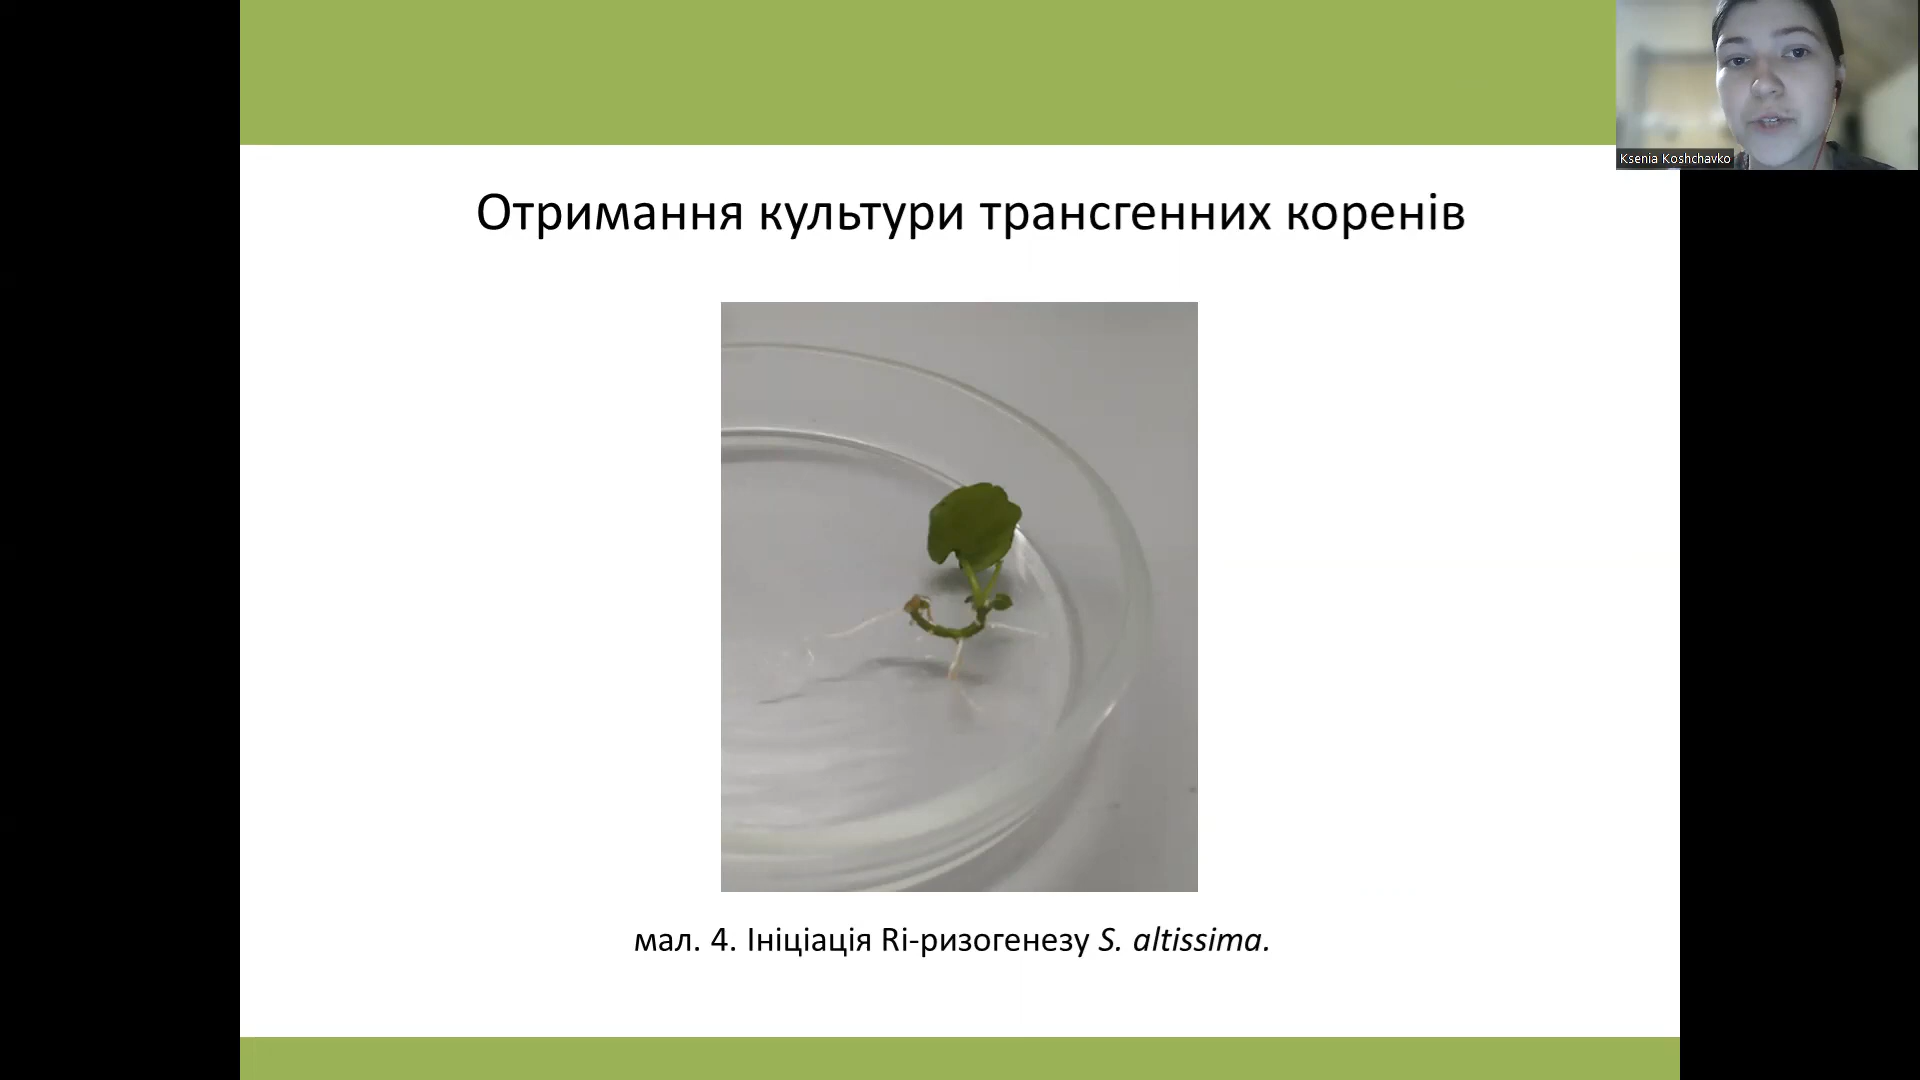 Ksenia Koshchavko
Отримання культури трансгенних коренів
мал. 4. Ініціація Ri-ризогенезу S. altissima.